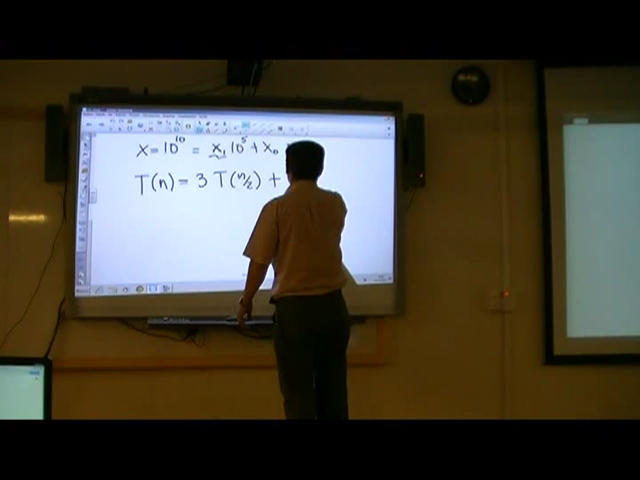 x = 10^10 = x₁ 10^5 + x₀
T(n) = 3 T(n/2) +